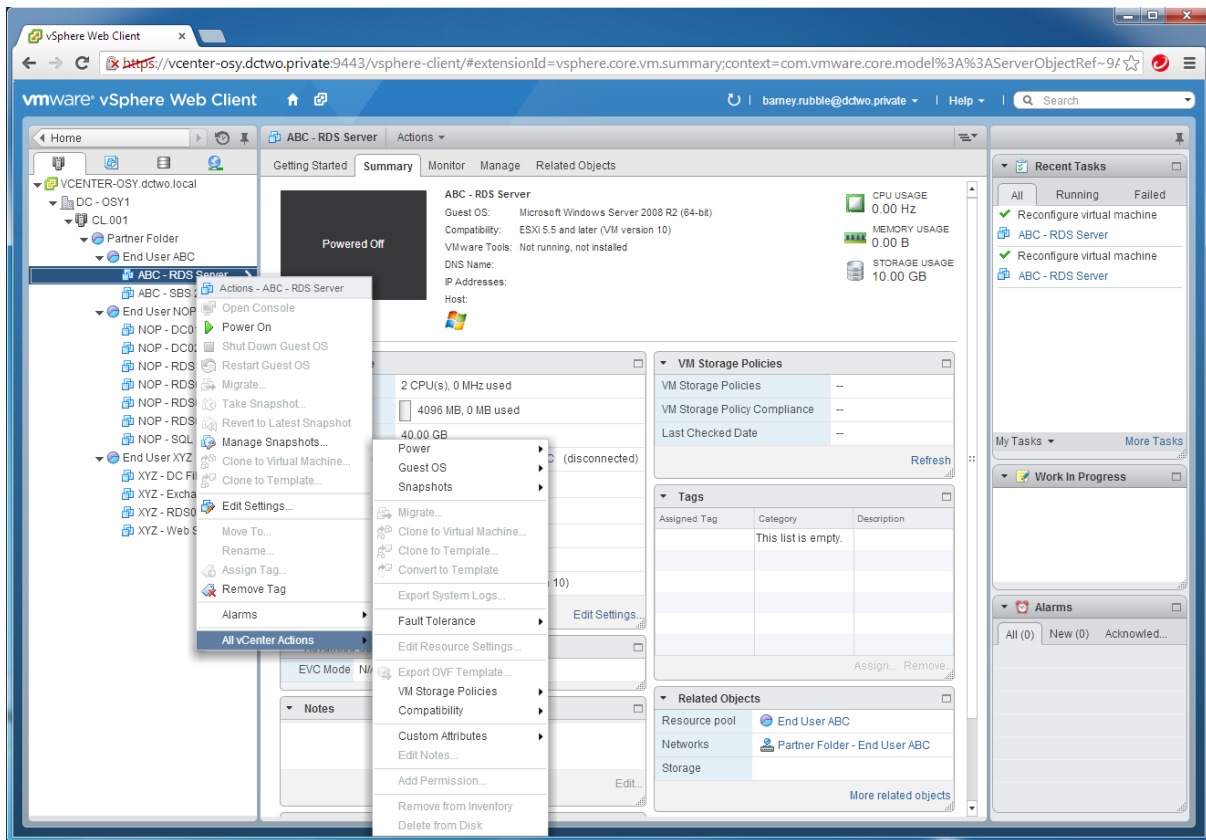 vSphere Web Client
https://vcenter-osy.dctwo.private:9443/vsphere-client/#extensionId=vsphere.core.vm.summary;context=com.vmware.core.model%3A%3AServerObjectRef~9/
vmware® vSphere Web Client
barney.rubble@dctwo.private
Help
Search
Home
VCENTER-OSY.dctwo.local
DC - OSY1
CL.001
Partner Folder
End User ABC
ABC - RDS Server
ABC - SBS
End User NOP
NOP - DC01
NOP - DC02
NOP - RDS
NOP - RDS
NOP - RDS
NOP - RDS
NOP - SQL
End User XYZ
XYZ - DC Fil
XYZ - Excha
XYZ - RDS0
XYZ - Web S
Actions - ABC - RDS Server
Open Console
Power On
Shut Down Guest OS
Restart Guest OS
Migrate...
Take Snapshot...
Revert to Latest Snapshot
Manage Snapshots...
Clone to Virtual Machine...
Clone to Template...
Edit Settings...
Move To...
Rename...
Assign Tag...
Remove Tag
Alarms
All vCenter Actions
Power
Guest OS
Snapshots
Migrate...
Clone to Virtual Machine...
Clone to Template...
Convert to Template
Export System Logs...
Fault Tolerance
Edit Resource Settings...
Export OVF Template...
VM Storage Policies
Compatibility
Custom Attributes
Edit Notes...
Add Permission...
Remove from Inventory
Delete from Disk
ABC - RDS Server
Actions
Getting Started
Summary
Monitor
Manage
Related Objects
Powered Off
ABC - RDS Server
Guest OS: Microsoft Windows Server 2008 R2 (64-bit)
Compatibility: ESXi 5.5 and later (VM version 10)
VMware Tools: Not running, not installed
DNS Name:
IP Addresses:
Host:
CPU USAGE
0.00 Hz
MEMORY USAGE
0.00 B
STORAGE USAGE
10.00 GB
2 CPU(s), 0 MHz used
4096 MB, 0 MB used
40.00 GB
(disconnected)
10)
Edit Settings...
EVC Mode
Notes
Edit...
VM Storage Policies
VM Storage Policies --
VM Storage Policy Compliance --
Last Checked Date --
Refresh
Tags
Assigned Tag Category Description
This list is empty.
Assign... Remove...
Related Objects
Resource pool End User ABC
Networks Partner Folder - End User ABC
Storage
More related objects
Recent Tasks
All Running Failed
Reconfigure virtual machine
ABC - RDS Server
Reconfigure virtual machine
ABC - RDS Server
My Tasks
More Tasks
Work In Progress
Alarms
All (0) New (0) Acknowled...